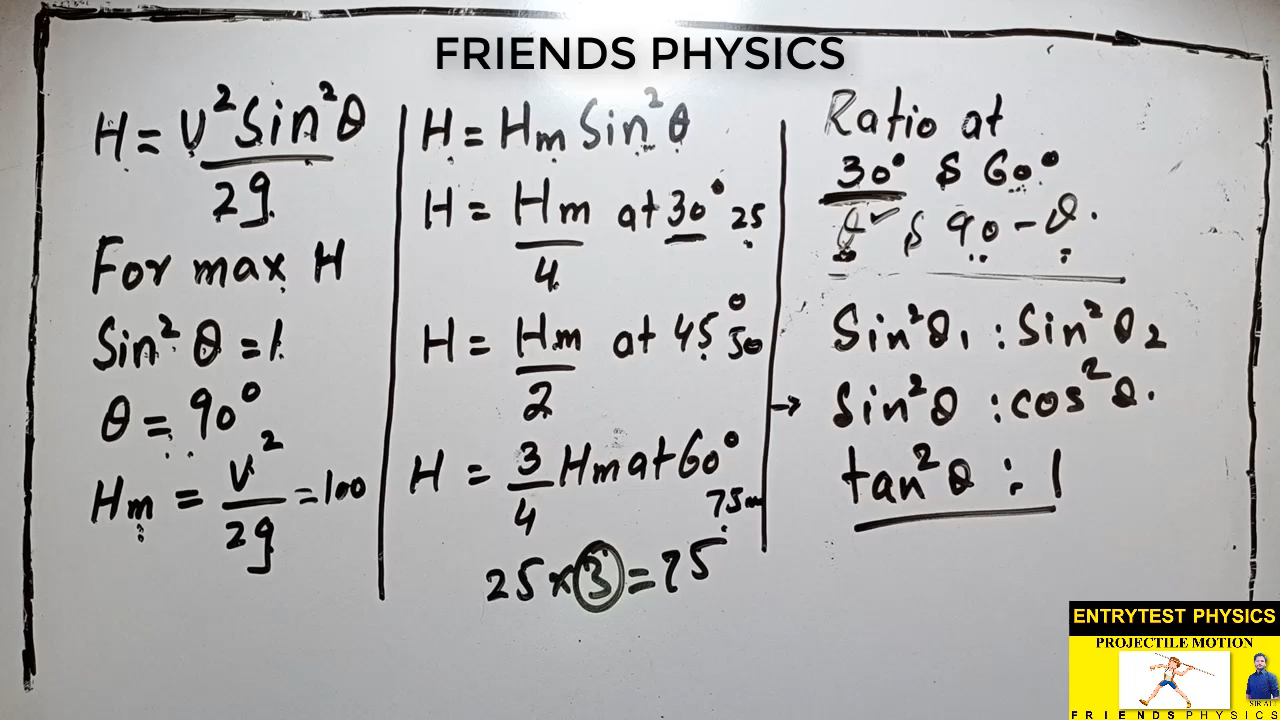 FRIENDS PHYSICS
H = V²Sin²θ
2g
For max H
Sin²θ = 1
θ = 90°
Hm = V²/2g = 100
H = Hm Sin²θ
H = Hm/4 at 30° 25
H = Hm/2 at 45° 50
H = 3/4 Hm at 60°
75m
25 × 3 = 75
Ratio at
30° & 60°
θ ✓ & 90 - θ.
Sin²θ₁ : Sin²θ₂
→ Sin²θ : cos²θ.
tan²θ : 1
ENTRYTEST PHYSICS
PROJECTILE MOTION
SIR ALI
FRIENDS PHYSICS